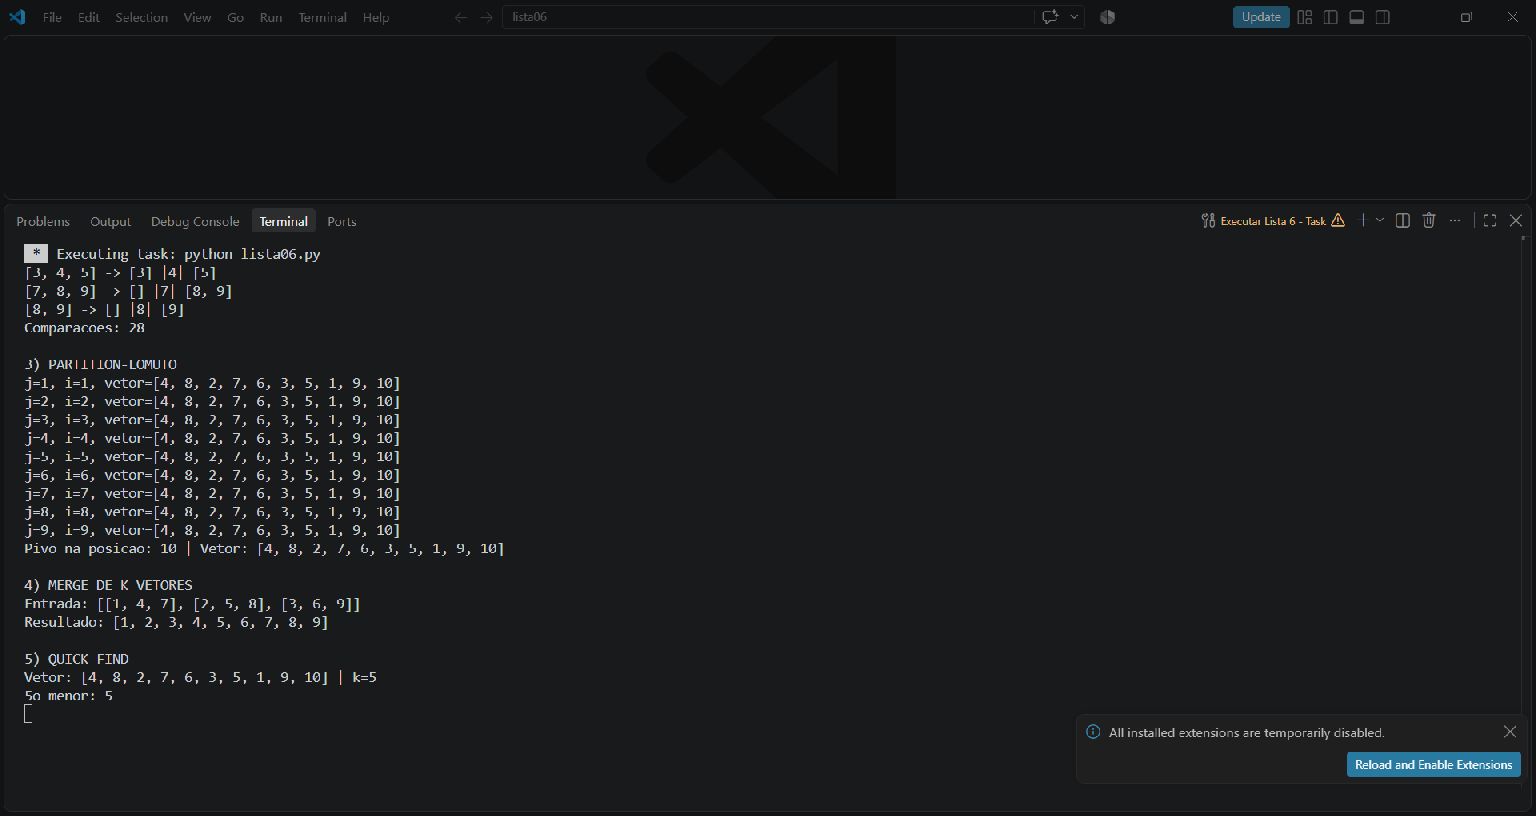 File Edit Selection View Go Run Terminal Help lista06 Update
Problems Output Debug Console Terminal Ports Executar Lista 6 - Task
* Executing task: python lista06.py
[3, 4, 5] -> [3] |4| [5]
[7, 8, 9] > [] |7| [8, 9]
[8, 9] -> [] |8| [9]
Comparacoes: 28
3) PARTITION-LOMUTO
j=1, i=1, vetor=[4, 8, 2, 7, 6, 3, 5, 1, 9, 10]
j=2, i=2, vetor=[4, 8, 2, 7, 6, 3, 5, 1, 9, 10]
j=3, i=3, vetor=[4, 8, 2, 7, 6, 3, 5, 1, 9, 10]
j=4, i=4, vetor=[4, 8, 2, 7, 6, 3, 5, 1, 9, 10]
j=5, i=5, vetor=[4, 8, 2, 7, 6, 3, 5, 1, 9, 10]
j=6, i=6, vetor=[4, 8, 2, 7, 6, 3, 5, 1, 9, 10]
j=7, i=7, vetor=[4, 8, 2, 7, 6, 3, 5, 1, 9, 10]
j=8, i=8, vetor=[4, 8, 2, 7, 6, 3, 5, 1, 9, 10]
j=9, i=9, vetor=[4, 8, 2, 7, 6, 3, 5, 1, 9, 10]
Pivo na posicao: 10 | Vetor: [4, 8, 2, 7, 6, 3, 5, 1, 9, 10]
4) MERGE DE K VETORES
Entrada: [[1, 4, 7], [2, 5, 8], [3, 6, 9]]
Resultado: [1, 2, 3, 4, 5, 6, 7, 8, 9]
5) QUICK FIND
Vetor: [4, 8, 2, 7, 6, 3, 5, 1, 9, 10] | k=5
5o menor: 5
All installed extensions are temporarily disabled.
Reload and Enable Extensions